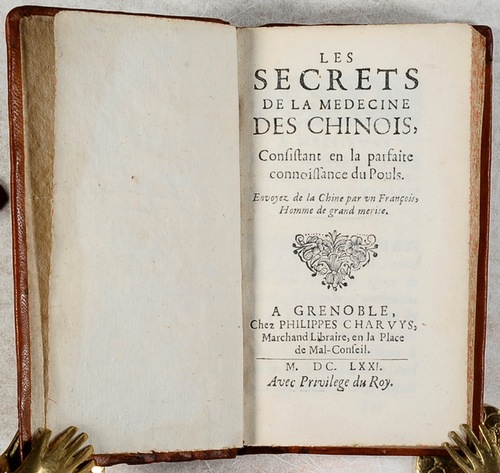 LES
SECRETS
DE LA MEDECINE
DES CHINOIS,
Conſiſtant en la parfaite
connoiſſance du Pouls.
Envoyez de la Chine par vn François,
Homme de grand merite.
A GRENOBLE,
Chez PHILIPPES CHARVYS,
Marchand Libraire, en la Place
de Mal-Conſeil.
M. DC. LXXI.
Avec Privilege du Roy.